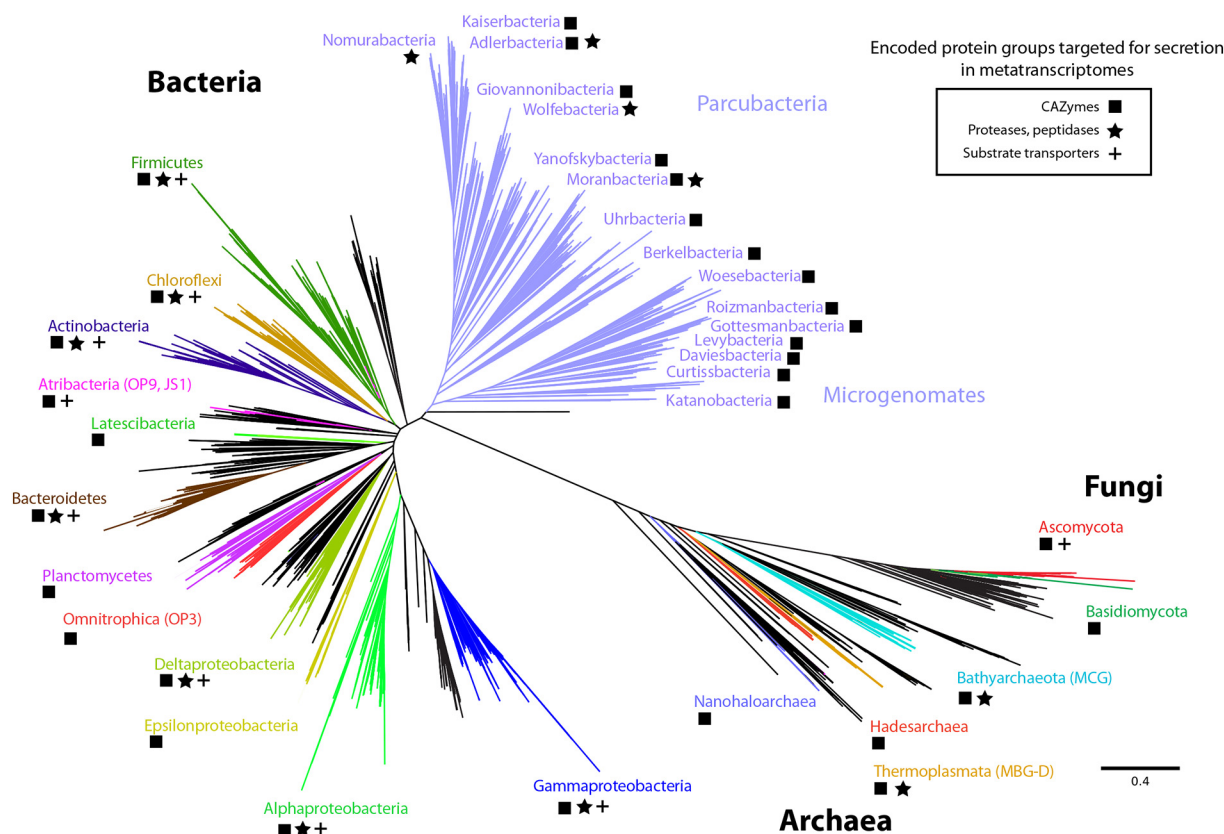 Kaiserbacteria
Nomurabacteria
Adlerbacteria
Encoded protein groups targeted for secretion
in metatranscriptomes
Bacteria
Giovannonibacteria
Wolfebacteria
Parcubacteria
CAZymes
Proteases, peptidases
Substrate transporters
Firmicutes
Yanofskybacteria
Moranbacteria
Uhrbacteria
Berkelbacteria
Chloroflexi
Woesebacteria
Roizmanbacteria
Actinobacteria
Gottesmanbacteria
Levybacteria
Daviesbacteria
Curtissbacteria
Atribacteria (OP9, JS1)
Microgenomates
Katanobacteria
Latescibacteria
Fungi
Bacteroidetes
Ascomycota
Planctomycetes
Omnitrophica (OP3)
Basidiomycota
Deltaproteobacteria
Bathyarchaeota (MCG)
Nanohaloarchaea
Epsilonproteobacteria
Hadesarchaea
Thermoplasmata (MBG-D)
0.4
Gammaproteobacteria
Alphaproteobacteria
Archaea